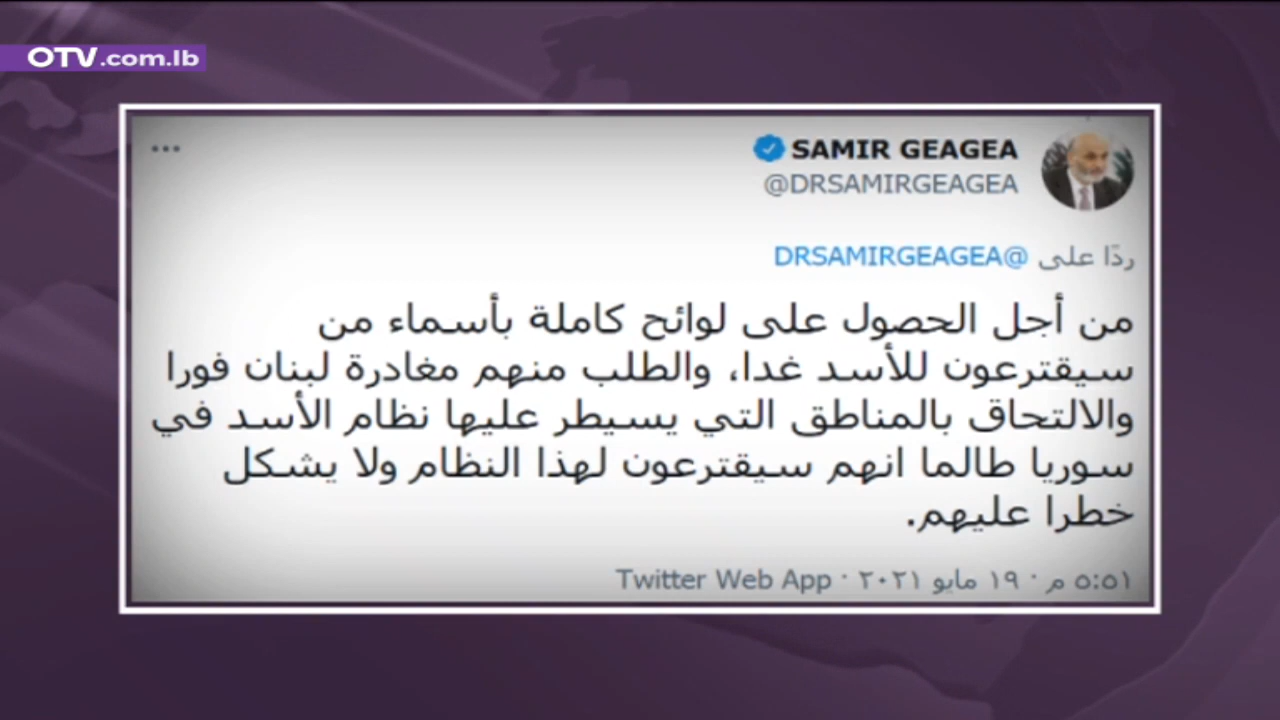 OTV.com.lb
SAMIR GEAGEA
@DRSAMIRGEAGEA
ردًا على @DRSAMIRGEAGEA
من أجل الحصول على لوائح كاملة بأسماء من
سيقترعون للأسد غدا، والطلب منهم مغادرة لبنان فورا
والالتحاق بالمناطق التي يسيطر عليها نظام الأسد في
سوريا طالما انهم سيقترعون لهذا النظام ولا يشكل
خطرا عليهم.
٥:٥١ م · ١٩ مايو ٢٠٢١ · Twitter Web App